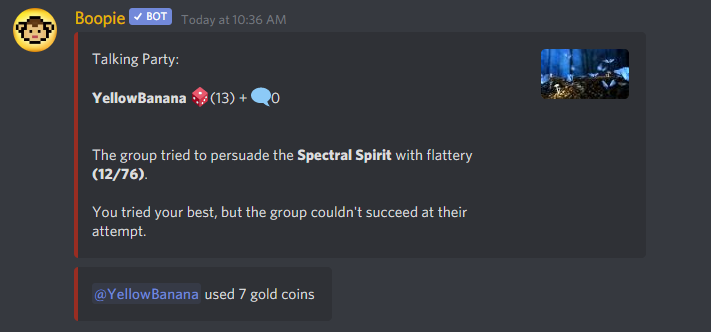 Boopie ✓ BOT Today at 10:36 AM
Talking Party:
YellowBanana 🎲(13) + 🗨0
The group tried to persuade the Spectral Spirit with flattery
(12/76).
You tried your best, but the group couldn't succeed at their
attempt.
@YellowBanana used 7 gold coins